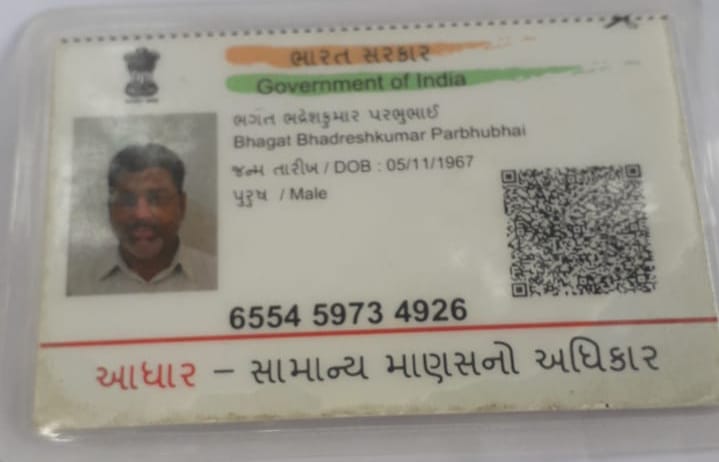 ભારત સરકાર
Government of India
ભગત ભદ્રેશકુમાર પરભુભાઈ
Bhagat Bhadreshkumar Parbhubhai
જન્મ તારીખ / DOB : 05/11/1967
પુરુષ / Male
6554 5973 4926
આધાર – સામાન્ય માણસનો અધિકાર